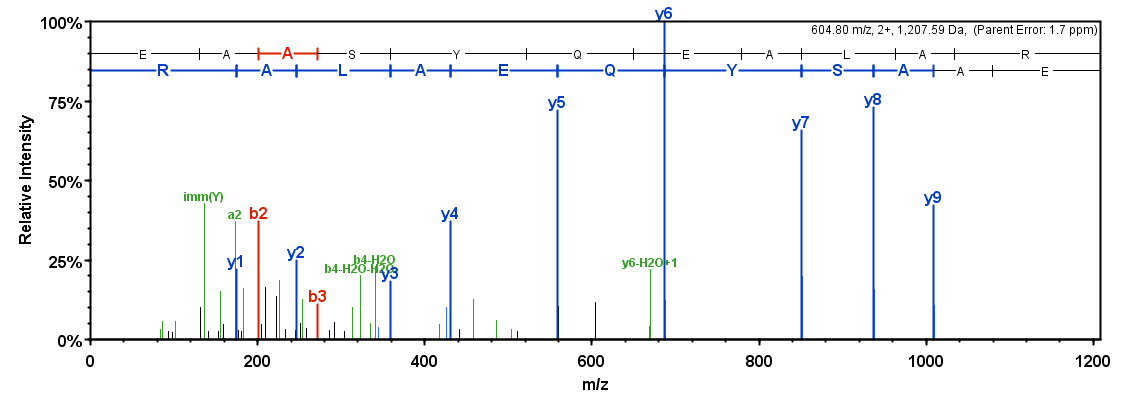 y6
100%
604.80 m/z, 2+, 1,207.59 Da, (Parent Error: 1.7 ppm)
E A A S Y Q E A L A R
R A L A E Q Y S A A E
75%
y5
y8
y7
50%
imm(Y)
a2 b2
y4
y9
25%
y1
y2
b4-H2O
b4-H2O-H2O
y3
y6-H2O+1
b3
0%
0 200 400 600 800 1000 1200
m/z
Relative Intensity